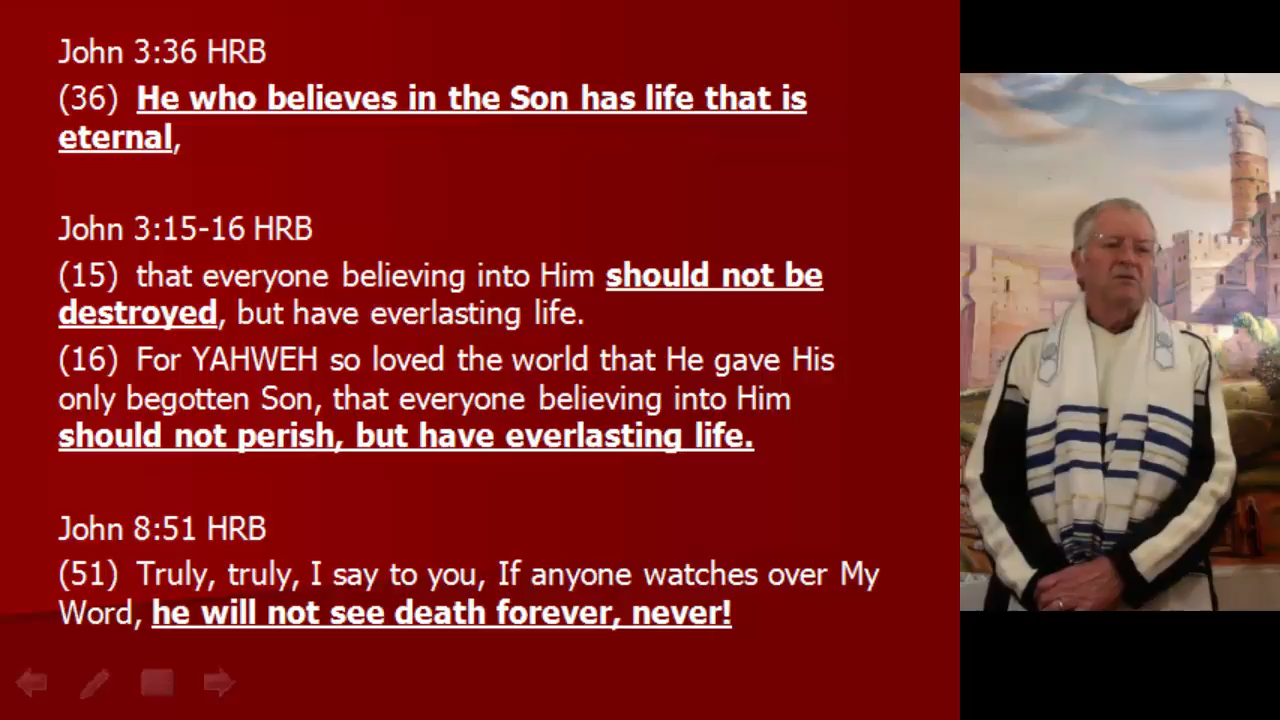 John 3:36 HRB
(36) He who believes in the Son has life that is
eternal,
John 3:15-16 HRB
(15) that everyone believing into Him should not be
destroyed, but have everlasting life.
(16) For YAHWEH so loved the world that He gave His
only begotten Son, that everyone believing into Him
should not perish, but have everlasting life.
John 8:51 HRB
(51) Truly, truly, I say to you, If anyone watches over My
Word, he will not see death forever, never!